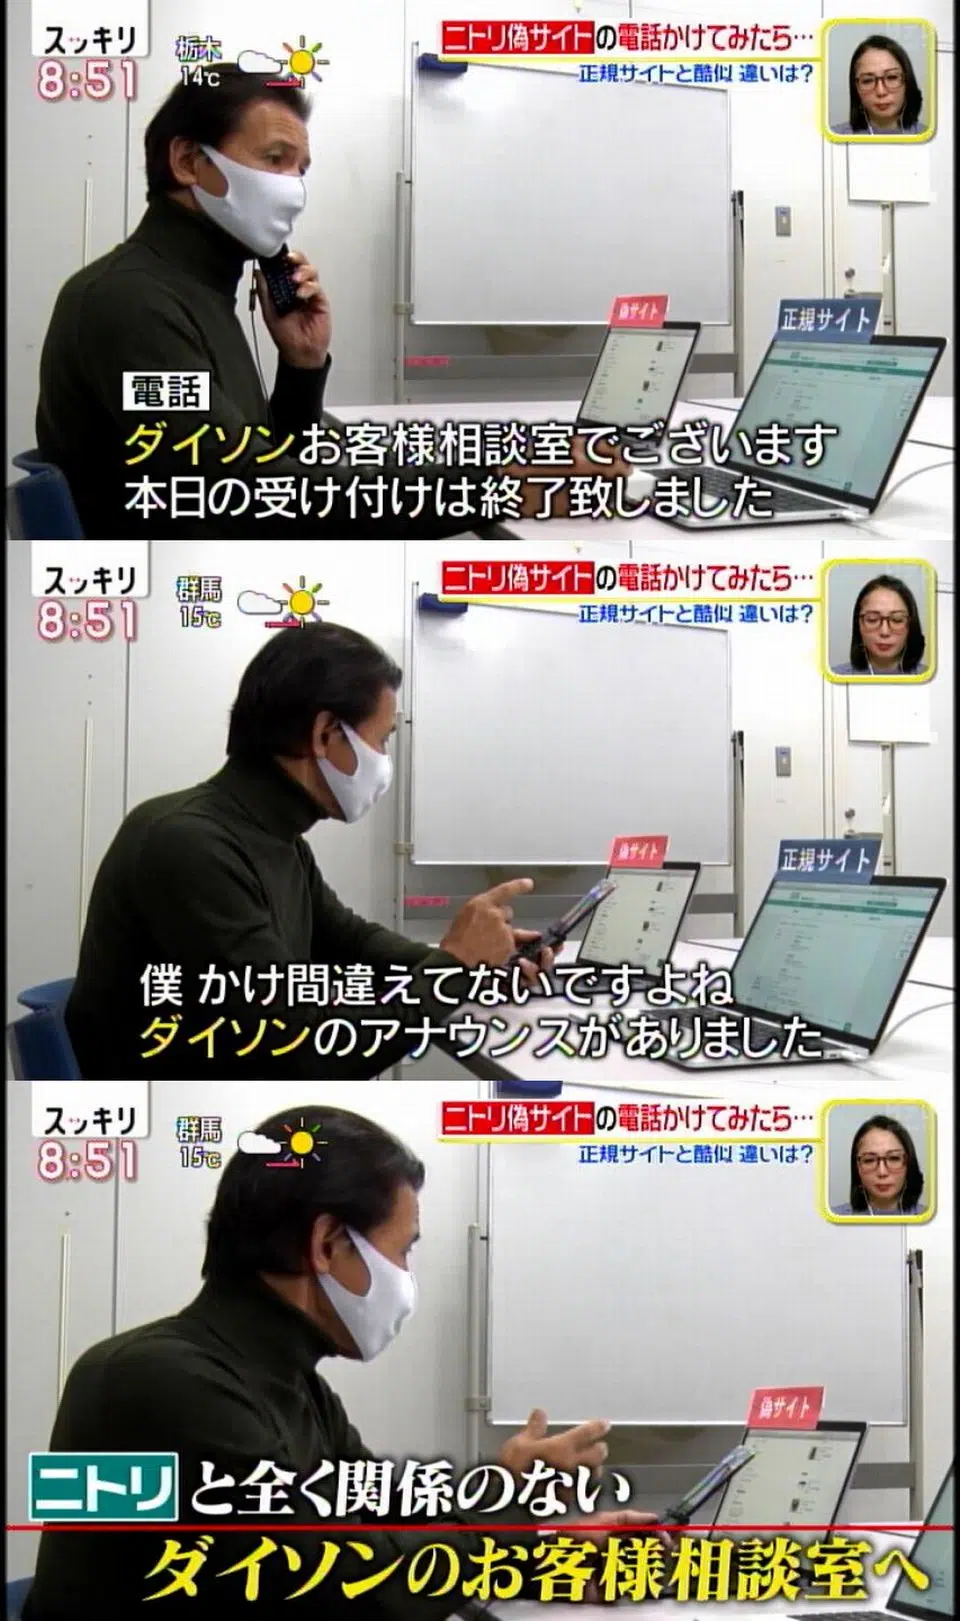 スッキリ
8:51
栃木
14℃
ニトリ偽サイトの電話かけてみたら…
正規サイトと酷似 違いは?
偽サイト
正規サイト
電話
ダイソンお客様相談室でございます
本日の受け付けは終了致しました
スッキリ
8:51
群馬
15℃
ニトリ偽サイトの電話かけてみたら…
正規サイトと酷似 違いは?
偽サイト
正規サイト
僕 かけ間違えてないですよね
ダイソンのアナウンスがありました
スッキリ
8:51
群馬
15℃
ニトリ偽サイトの電話かけてみたら…
正規サイトと酷似 違いは?
偽サイト
ニトリと全く関係のない
ダイソンのお客様相談室へ